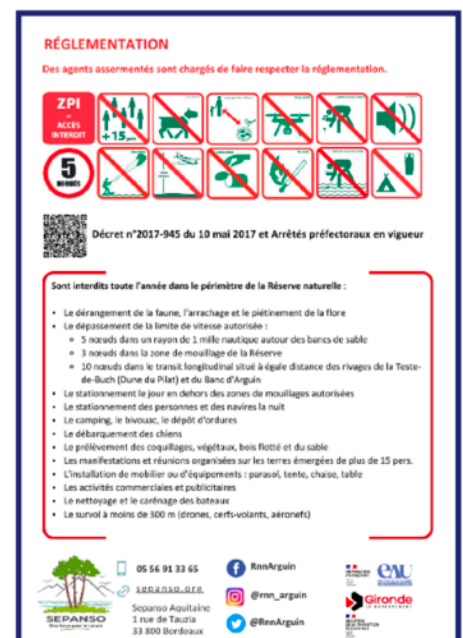 RÉGLEMENTATION
Des agents assermentés sont chargés de faire respecter la réglementation.
ZPI
=
ACCÈS
INTERDIT
+15 pers
5
NŒUDS
Décret n°2017-945 du 10 mai 2017 et Arrêtés préfectoraux en vigueur
Sont interdits toute l'année dans le périmètre de la Réserve naturelle :
• Le dérangement de la faune, l'arrachage et le piétinement de la flore
• Le dépassement de la limite de vitesse autorisée :
○ 5 nœuds dans un rayon de 1 mille nautique autour des bancs de sable
○ 3 nœuds dans la zone de mouillage de la Réserve
○ 10 nœuds dans le transit longitudinal situé à égale distance des rivages de la Teste-
de-Buch (Dune du Pilat) et du Banc d'Arguin
• Le stationnement le jour en dehors des zones de mouillages autorisées
• Le stationnement des personnes et des navires la nuit
• Le camping, le bivouac, le dépôt d'ordures
• Le débarquement des chiens
• Le prélèvement des coquillages, végétaux, bois flotté et du sable
• Les manifestations et réunions organisées sur les terres émergées de plus de 15 pers.
• L'installation de mobilier ou d'équipements : parasol, tente, chaise, table
• Les activités commerciales et publicitaires
• Le nettoyage et le carénage des bateaux
• Le survol à moins de 300 m (drones, cerfs-volants, aéronefs)
SEPANSO
05 56 91 33 65
sepanso.org
Sepanso Aquitaine
1 rue de Tauzia
33 800 Bordeaux
RnnArguin
@rnn_arguin
@RnnArguin
eau
Gironde
LE DÉPARTEMENT